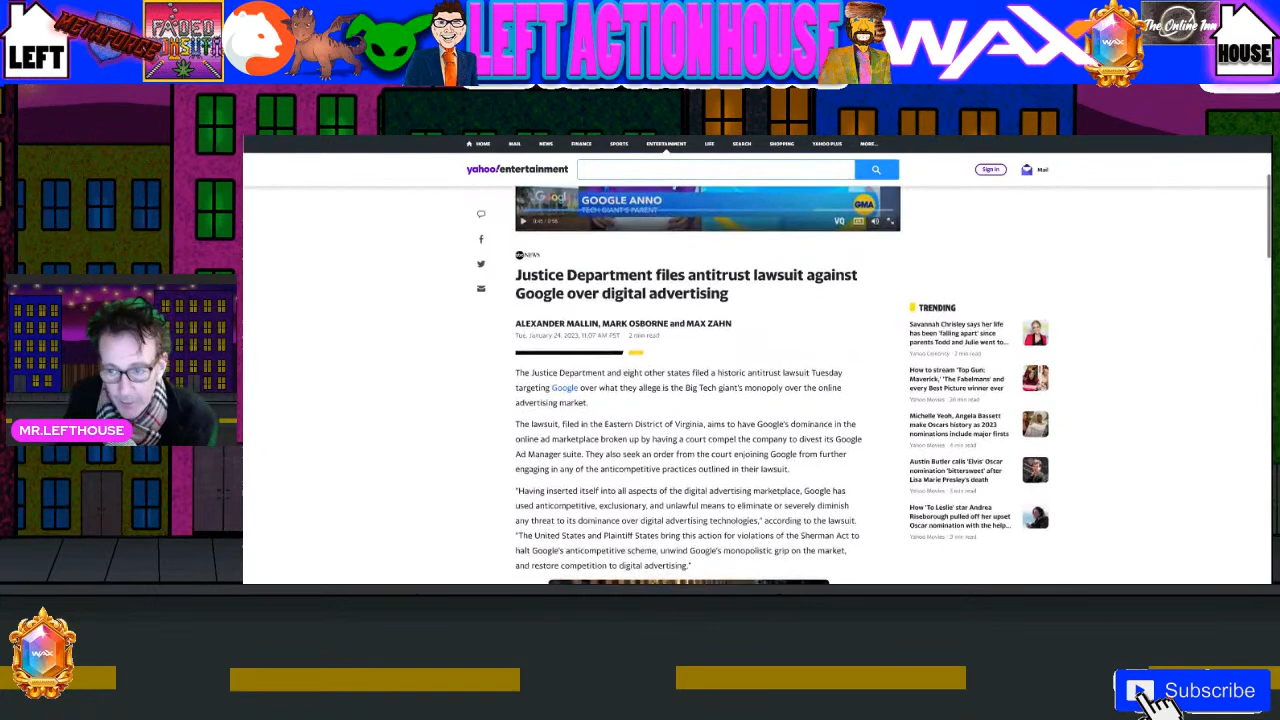 LEFT
METAFORGE
FADED
LEFT ACTION HOUSE
WAX
WAX
The Online Inn
HOUSE
HOME MAIL NEWS FINANCE SPORTS ENTERTAINMENT LIFE SEARCH SHOPPING YAHOO PLUS MORE...
yahoo!entertainment
Sign in
Mail
Googl
GOOGLE ANNO
TECH GIANT'S PARENT
GMA
VQ
abc NEWS
Justice Department files antitrust lawsuit against
Google over digital advertising
ALEXANDER MALLIN, MARK OSBORNE and MAX ZAHN
Tue, January 24, 2023, 11:07 AM PST · 2 min read
The Justice Department and eight other states filed a historic antitrust lawsuit Tuesday
targeting Google over what they allege is the Big Tech giant's monopoly over the online
advertising market.
The lawsuit, filed in the Eastern District of Virginia, aims to have Google's dominance in the
online ad marketplace broken up by having a court compel the company to divest its Google
Ad Manager suite. They also seek an order from the court enjoining Google from further
engaging in any of the anticompetitive practices outlined in their lawsuit.
"Having inserted itself into all aspects of the digital advertising marketplace, Google has
used anticompetitive, exclusionary, and unlawful means to eliminate or severely diminish
any threat to its dominance over digital advertising technologies," according to the lawsuit.
"The United States and Plaintiff States bring this action for violations of the Sherman Act to
halt Google's anticompetitive scheme, unwind Google's monopolistic grip on the market,
and restore competition to digital advertising."
TRENDING
Savannah Chrisley says her life
has been 'falling apart' since
parents Todd and Julie went to...
Yahoo Celebrity · 2 min read
How to stream 'Top Gun:
Maverick,' 'The Fabelmans' and
every Best Picture winner ever
Yahoo Movies · 36 min read
Michelle Yeoh, Angela Bassett
make Oscars history as 2023
nominations include major firsts
Yahoo Movies · 4 min read
Austin Butler calls 'Elvis' Oscar
nomination 'bittersweet' after
Lisa Marie Presley's death
Yahoo Movies · 3 min read
How 'To Leslie' star Andrea
Riseborough pulled off her upset
Oscar nomination with the help...
Yahoo Movies · 3 min read
MR.LEFTHOUSE
WAX
Subscribe